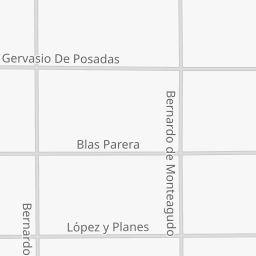 Gervasio De Posadas
Bernardo de Monteagudo
Blas Parera
Bernardo
López y Planes